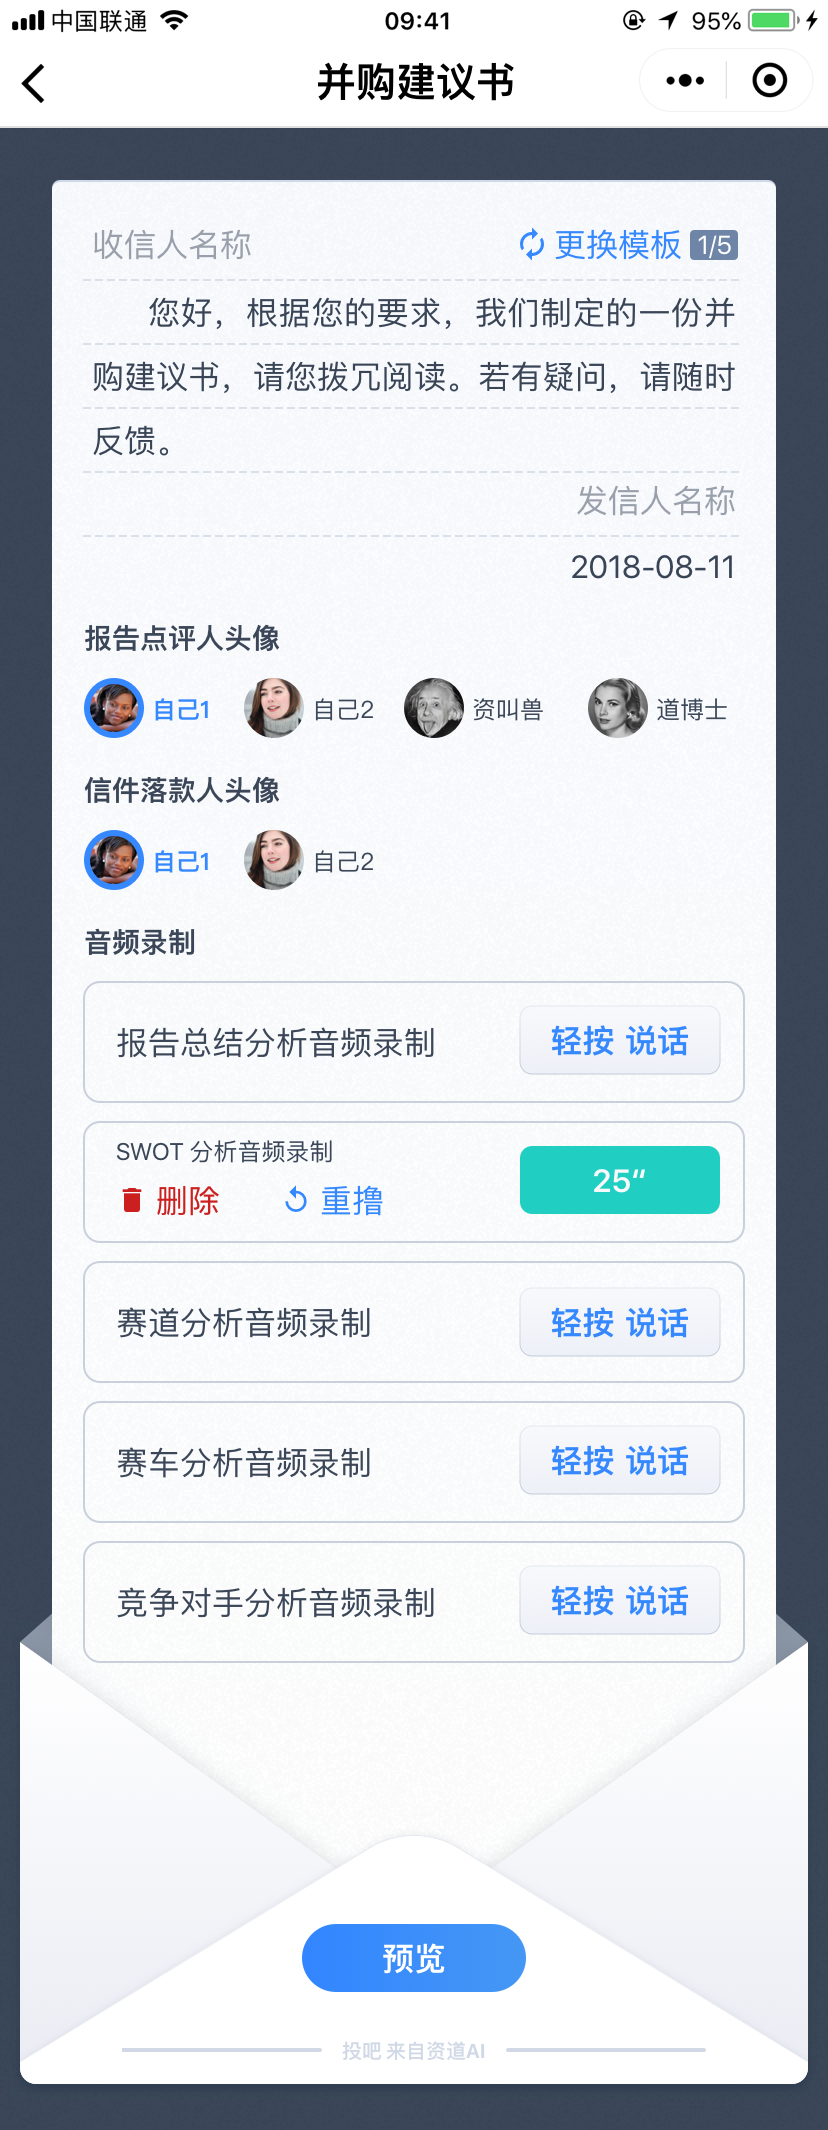 中国联通 09:41 95%
并购建议书
收信人名称 更换模板 1/5
您好，根据您的要求，我们制定的一份并
购建议书，请您拨冗阅读。若有疑问，请随时
反馈。
发信人名称
2018-08-11
报告点评人头像
自己1 自己2 资叫兽 道博士
信件落款人头像
自己1 自己2
音频录制
报告总结分析音频录制 轻按 说话
SWOT 分析音频录制
删除 重撸 25“
赛道分析音频录制 轻按 说话
赛车分析音频录制 轻按 说话
竞争对手分析音频录制 轻按 说话
预览
投吧 来自资道AI